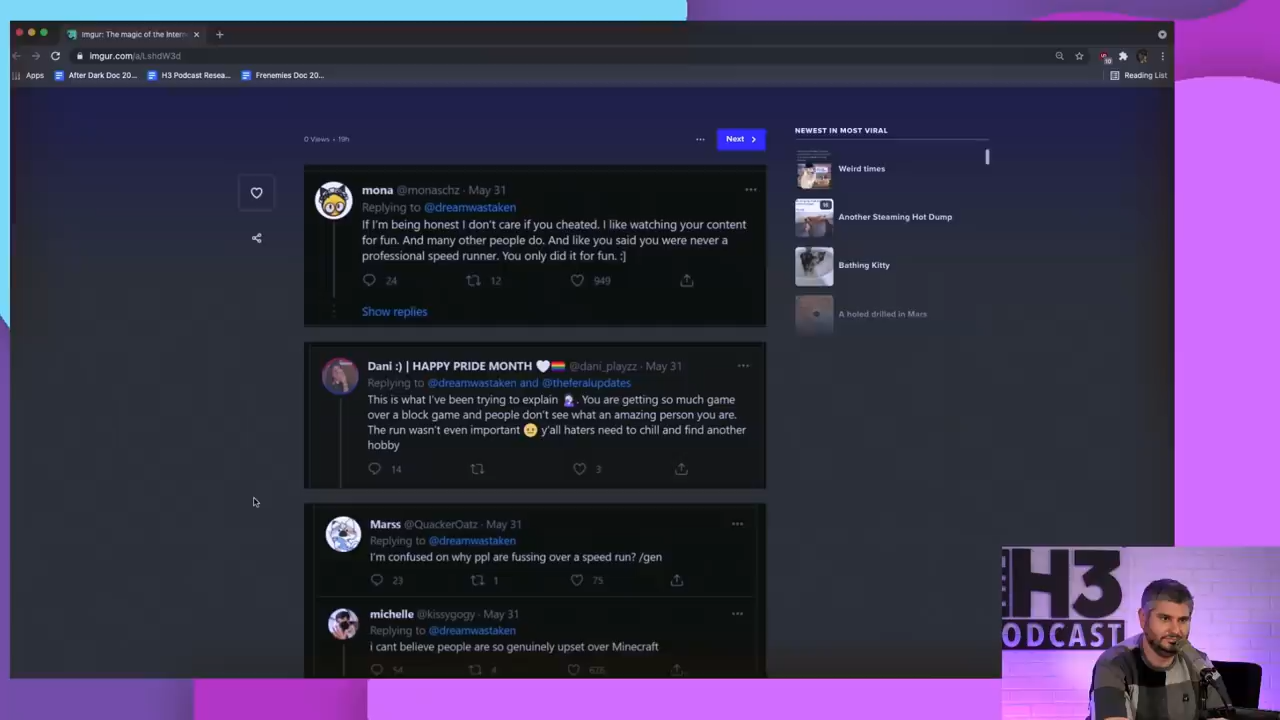 Imgur: The magic of the Intern
imgur.com/a/LshdW3d
Apps
After Dark Doc 20...
H3 Podcast Resea...
Frenemies Doc 20...
Reading List
0 Views • 19h
Next
NEWEST IN MOST VIRAL
Weird times
Another Steaming Hot Dump
Bathing Kitty
A holed drilled in Mars
mona @monaschz · May 31
Replying to @dreamwastaken
If I'm being honest I don't care if you cheated. I like watching your content
for fun. And many other people do. And like you said you were never a
professional speed runner. You only did it for fun. :]
24 12 949
Show replies
Dani :) | HAPPY PRIDE MONTH 🤍🏳️‍🌈 @dani_playzz · May 31
Replying to @dreamwastaken and @theferalupdates
This is what I've been trying to explain 🤦🏻‍♀️. You are getting so much game
over a block game and people don't see what an amazing person you are.
The run wasn't even important 😐 y'all haters need to chill and find another
hobby
14 3
Marss @QuackerOatz · May 31
Replying to @dreamwastaken
I'm confused on why ppl are fussing over a speed run? /gen
23 1 75
michelle @kissygogy · May 31
Replying to @dreamwastaken
i cant believe people are so genuinely upset over Minecraft
54 4
H3
PODCAST